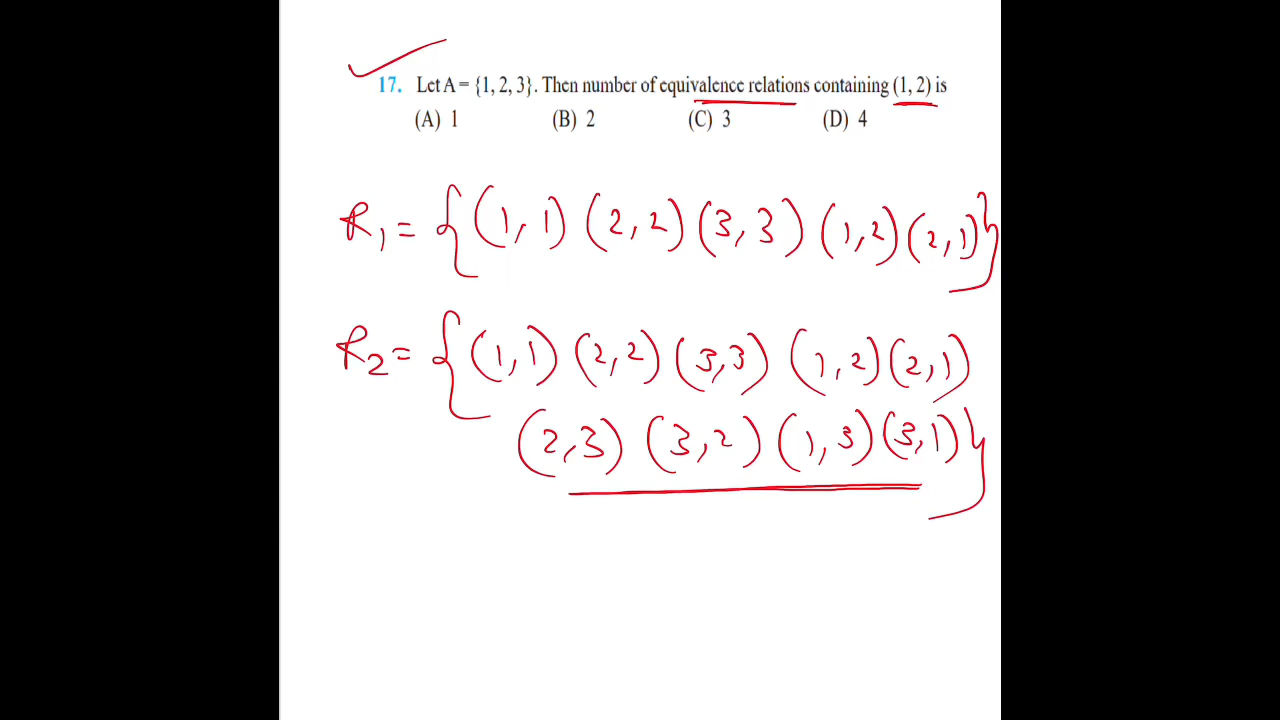 17. Let A = {1, 2, 3}. Then number of equivalence relations containing (1, 2) is
(A) 1 (B) 2 (C) 3 (D) 4
R₁ = {(1,1) (2,2) (3,3) (1,2) (2,1)}
R₂ = {(1,1) (2,2) (3,3) (1,2) (2,1)
(2,3) (3,2) (1,3) (3,1)}